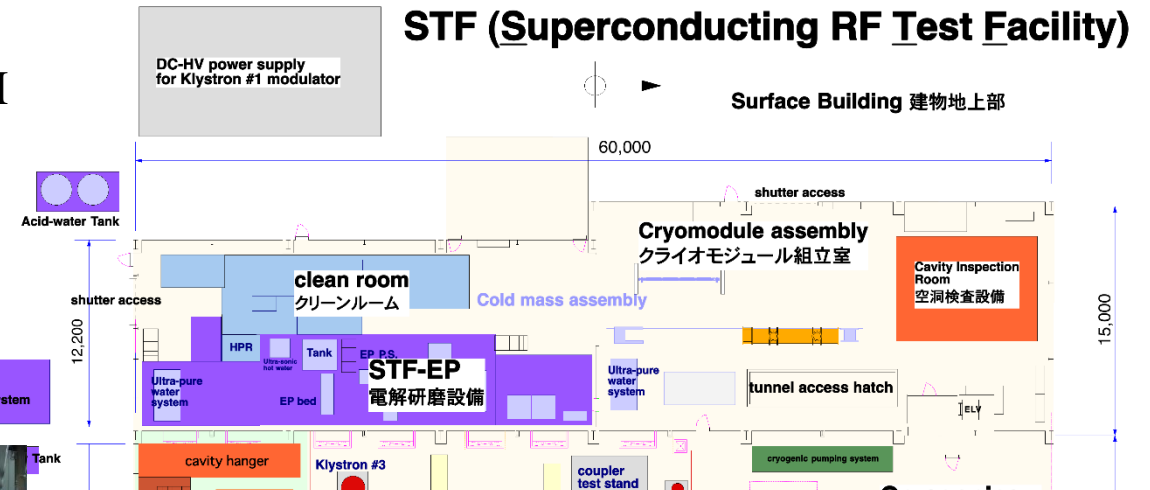 STF (Superconducting RF Test Facility)
DC-HV power supply
for Klystron #1 modulator
Surface Building 建物地上部
60,000
shutter access
Acid-water Tank
Cryomodule assembly
クライオモジュール組立室
Cavity Inspection
Room
空洞検査設備
clean room
クリーンルーム
shutter access
Cold mass assembly
12,200
15,000
HPR
Ultra-sonic
hot water
Tank
EP P.S.
STF-EP
電解研磨設備
Ultra-pure
water
system
EP bed
Ultra-pure
water
system
tunnel access hatch
ELV
stem
Tank
cavity hanger
Klystron #3
coupler
test stand
cryogenic pumping system